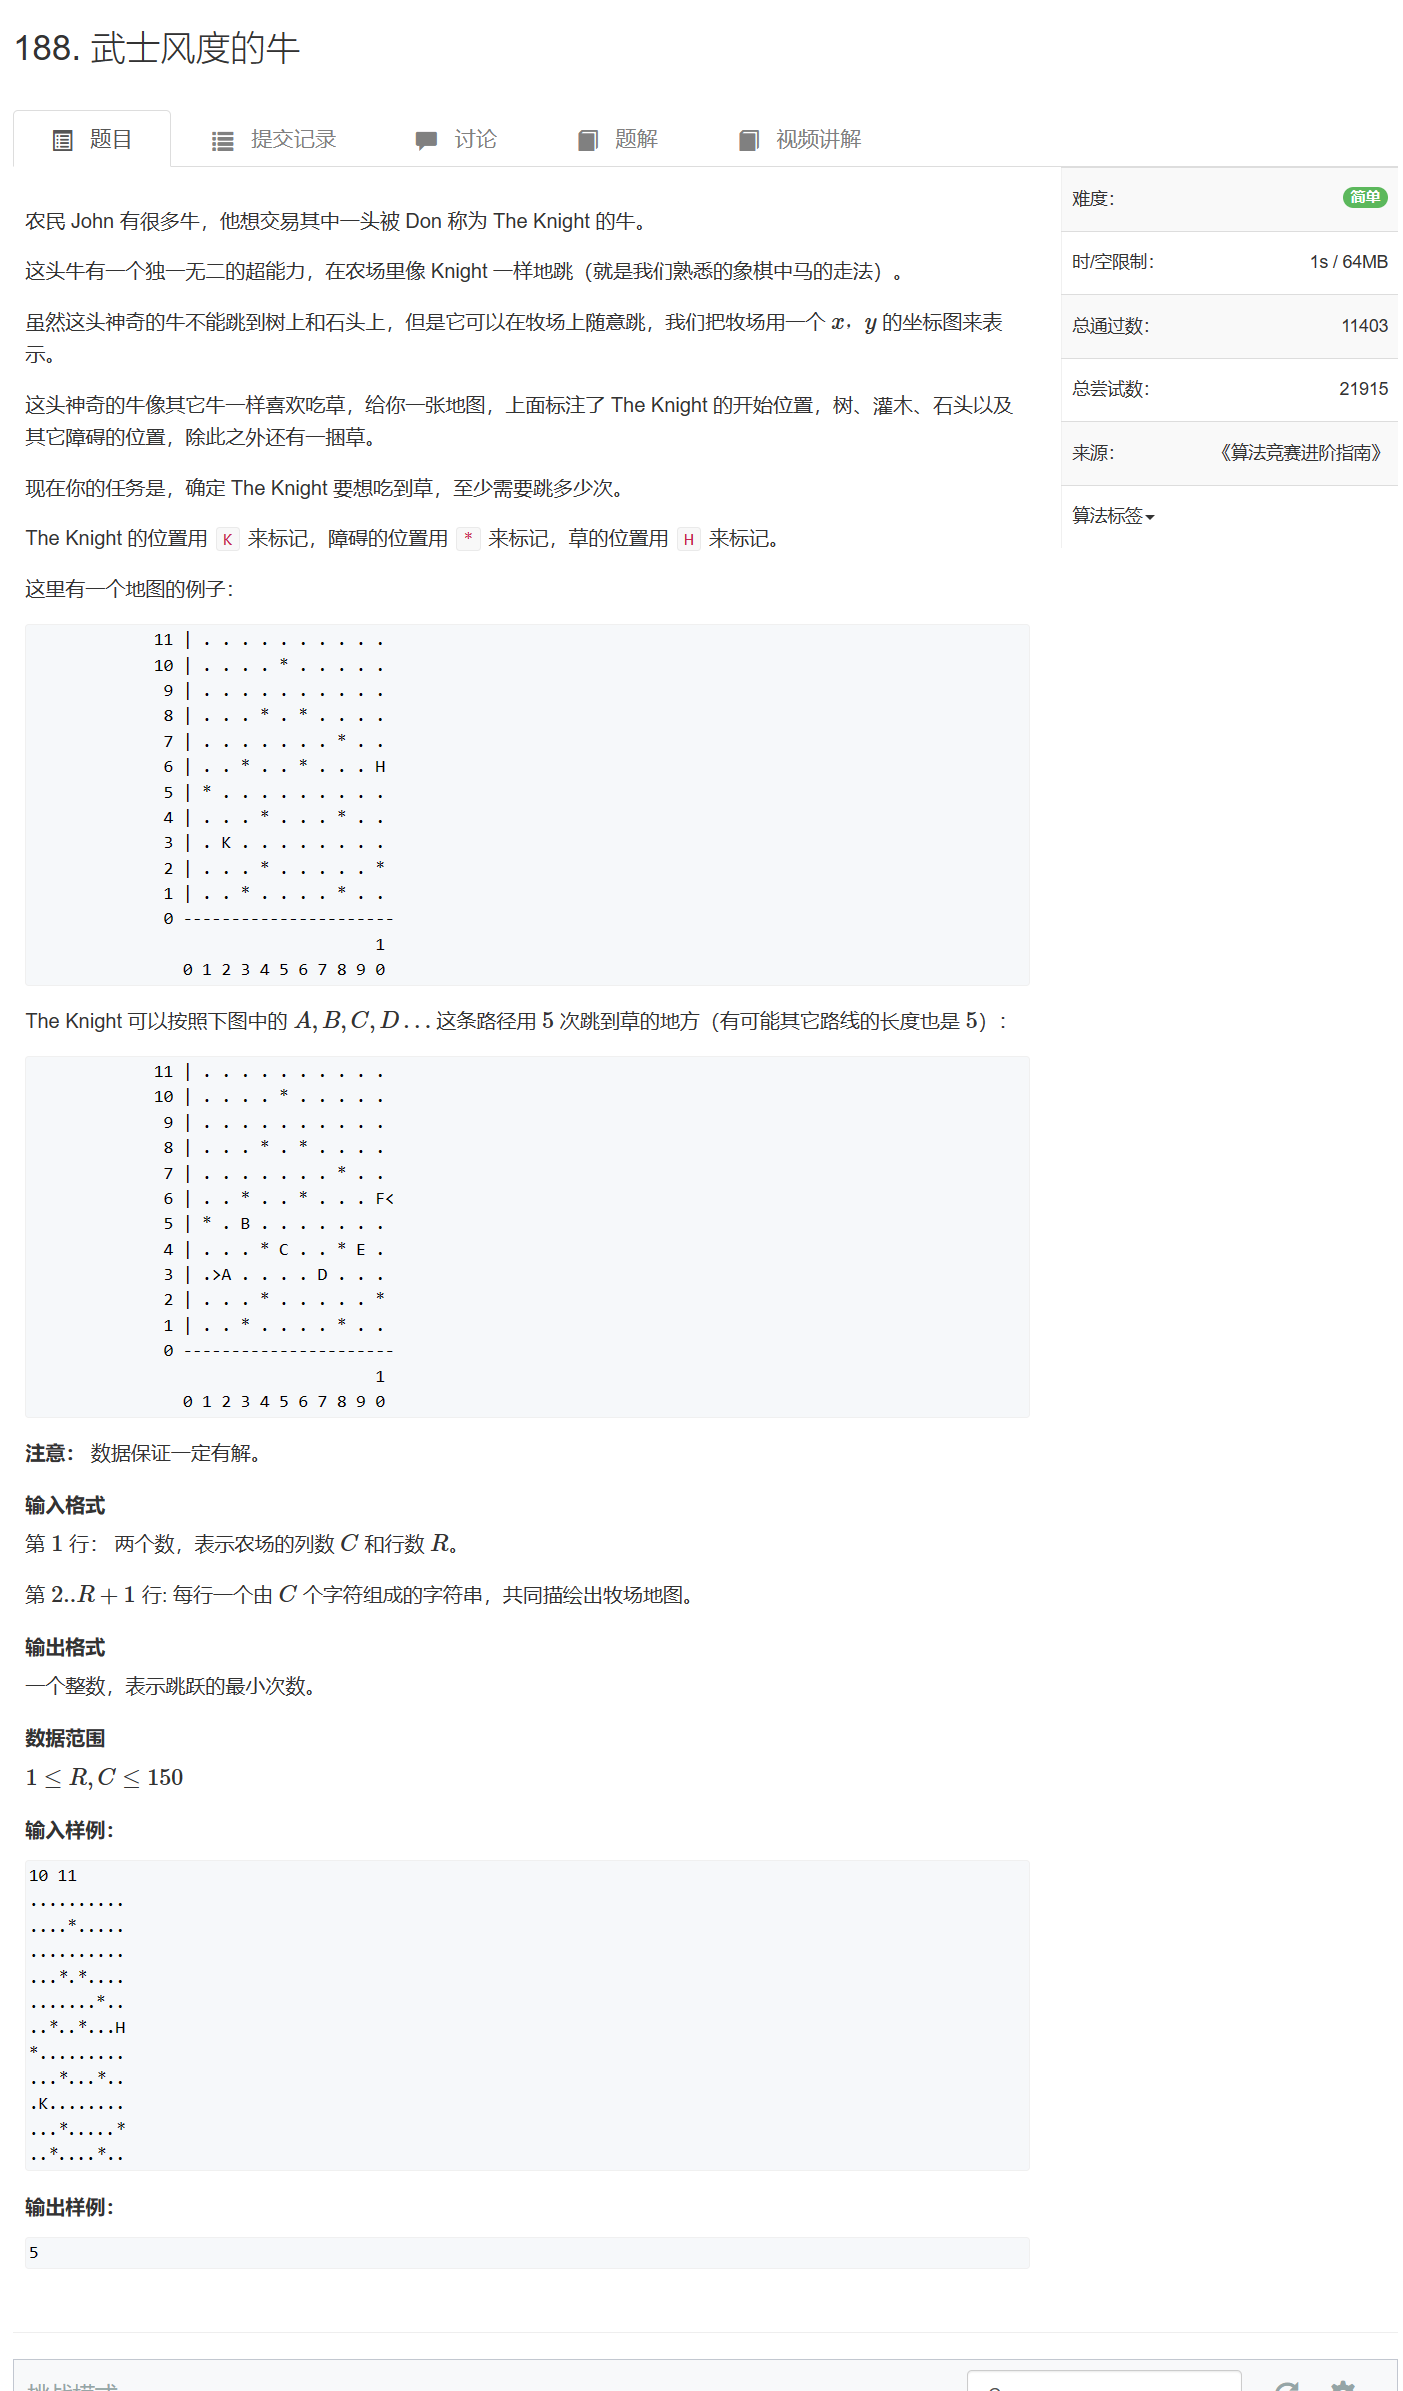 188. 武士风度的牛
题目 提交记录 讨论 题解 视频讲解
农民 John 有很多牛，他想交易其中一头被 Don 称为 The Knight 的牛。
这头牛有一个独一无二的超能力，在农场里像 Knight 一样地跳（就是我们熟悉的象棋中马的走法）。
虽然这头神奇的牛不能跳到树上和石头上，但是它可以在牧场上随意跳，我们把牧场用一个 x，y 的坐标图来表
示。
这头神奇的牛像其它牛一样喜欢吃草，给你一张地图，上面标注了 The Knight 的开始位置，树、灌木、石头以及
其它障碍的位置，除此之外还有一捆草。
现在你的任务是，确定 The Knight 要想吃到草，至少需要跳多少次。
The Knight 的位置用 K 来标记，障碍的位置用 * 来标记，草的位置用 H 来标记。
这里有一个地图的例子：
11 | . . . . . . . . . .
10 | . . . . * . . . . .
9 | . . . . . . . . . .
8 | . . . * . * . . . .
7 | . . . . . . . * . .
6 | . . * . . * . . . H
5 | * . . . . . . . . .
4 | . . . * . . . * . .
3 | . K . . . . . . . .
2 | . . . * . . . . . *
1 | . . * . . . . * . .
0 ----------------------
1
0 1 2 3 4 5 6 7 8 9 0
The Knight 可以按照下图中的 A, B, C, D . . . 这条路径用 5 次跳到草的地方（有可能其它路线的长度也是 5）：
11 | . . . . . . . . . .
10 | . . . . * . . . . .
9 | . . . . . . . . . .
8 | . . . * . * . . . .
7 | . . . . . . . * . .
6 | . . * . . * . . . F<
5 | * . B . . . . . . .
4 | . . . * C . . * E .
3 | .>A . . . . D . . .
2 | . . . * . . . . . *
1 | . . * . . . . * . .
0 ----------------------
1
0 1 2 3 4 5 6 7 8 9 0
注意： 数据保证一定有解。
输入格式
第 1 行： 两个数，表示农场的列数 C 和行数 R。
第 2..R + 1 行: 每行一个由 C 个字符组成的字符串，共同描绘出牧场地图。
输出格式
一个整数，表示跳跃的最小次数。
数据范围
1 ≤ R, C ≤ 150
输入样例：
10 11
..........
....*.....
..........
...*.*....
.......*..
..*..*...H
*.........
...*...*..
.K........
...*.....*
..*....*..
输出样例：
5
难度： 简单
时/空限制： 1s / 64MB
总通过数： 11403
总尝试数： 21915
来源： 《算法竞赛进阶指南》
算法标签